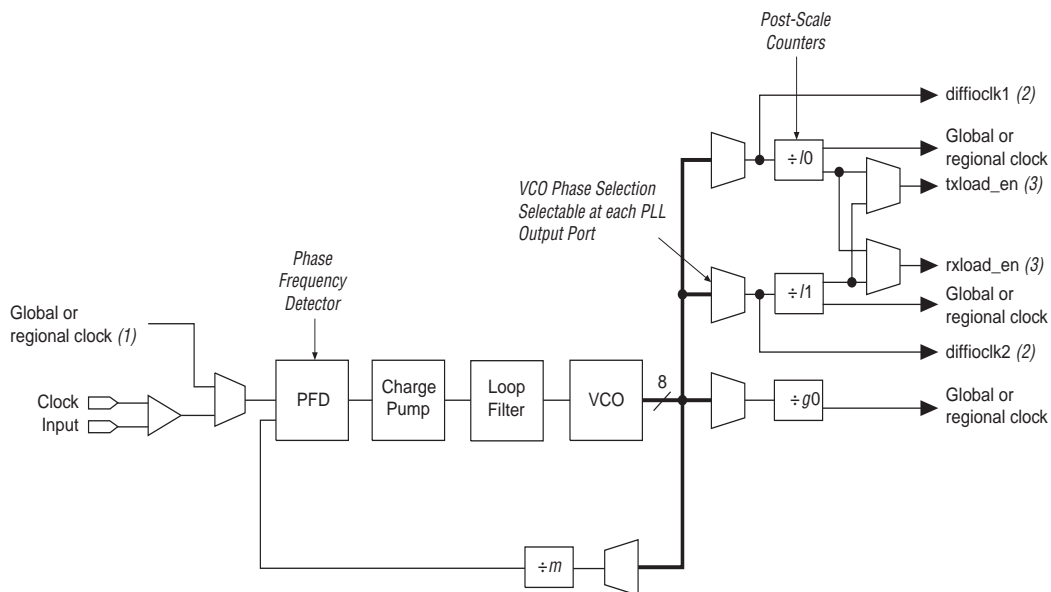 Post-Scale
Counters
diffioclk1 (2)
Global or
regional clock
÷l0
txload_en (3)
VCO Phase Selection
Selectable at each PLL
Output Port
Phase
Frequency
Detector
rxload_en (3)
÷l1
Global or
regional clock
Global or
regional clock (1)
diffioclk2 (2)
PFD
Charge
Pump
Loop
Filter
VCO
8
÷g0
Global or
regional clock
Clock
Input
÷m